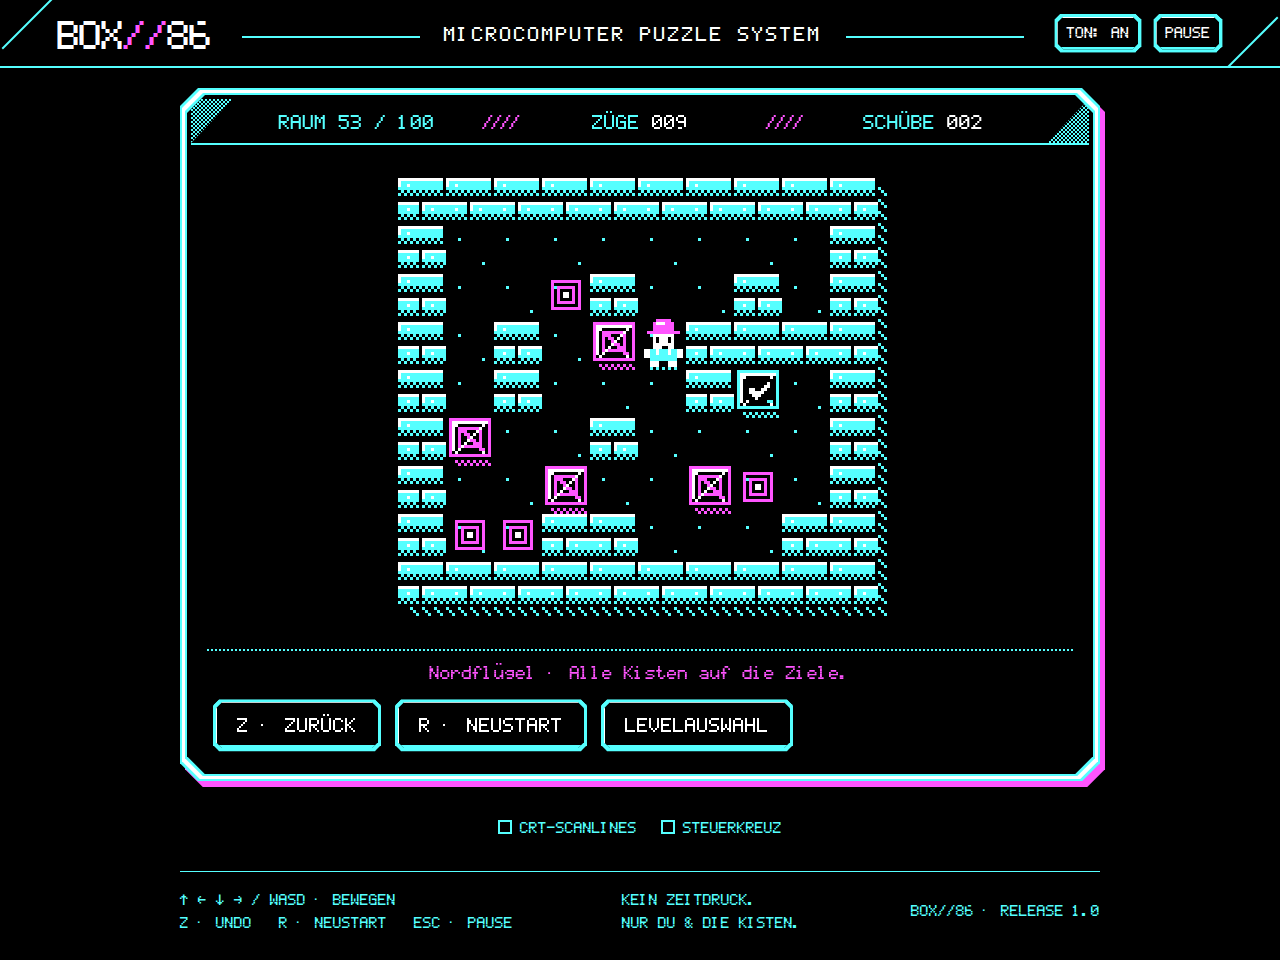 BOX//86
MICROCOMPUTER PUZZLE SYSTEM
TON: AN
PAUSE
RAUM 53 / 100 //// ZÜGE 009 //// SCHÜBE 002
Nordflügel · Alle Kisten auf die Ziele.
Z · ZURÜCK
R · NEUSTART
LEVELAUSWAHL
CRT-SCANLINES
STEUERKREUZ
↑ ← ↓ → / WASD · BEWEGEN
Z · UNDO R · NEUSTART ESC · PAUSE
KEIN ZEITDRUCK.
NUR DU & DIE KISTEN.
BOX//86 · RELEASE 1.0